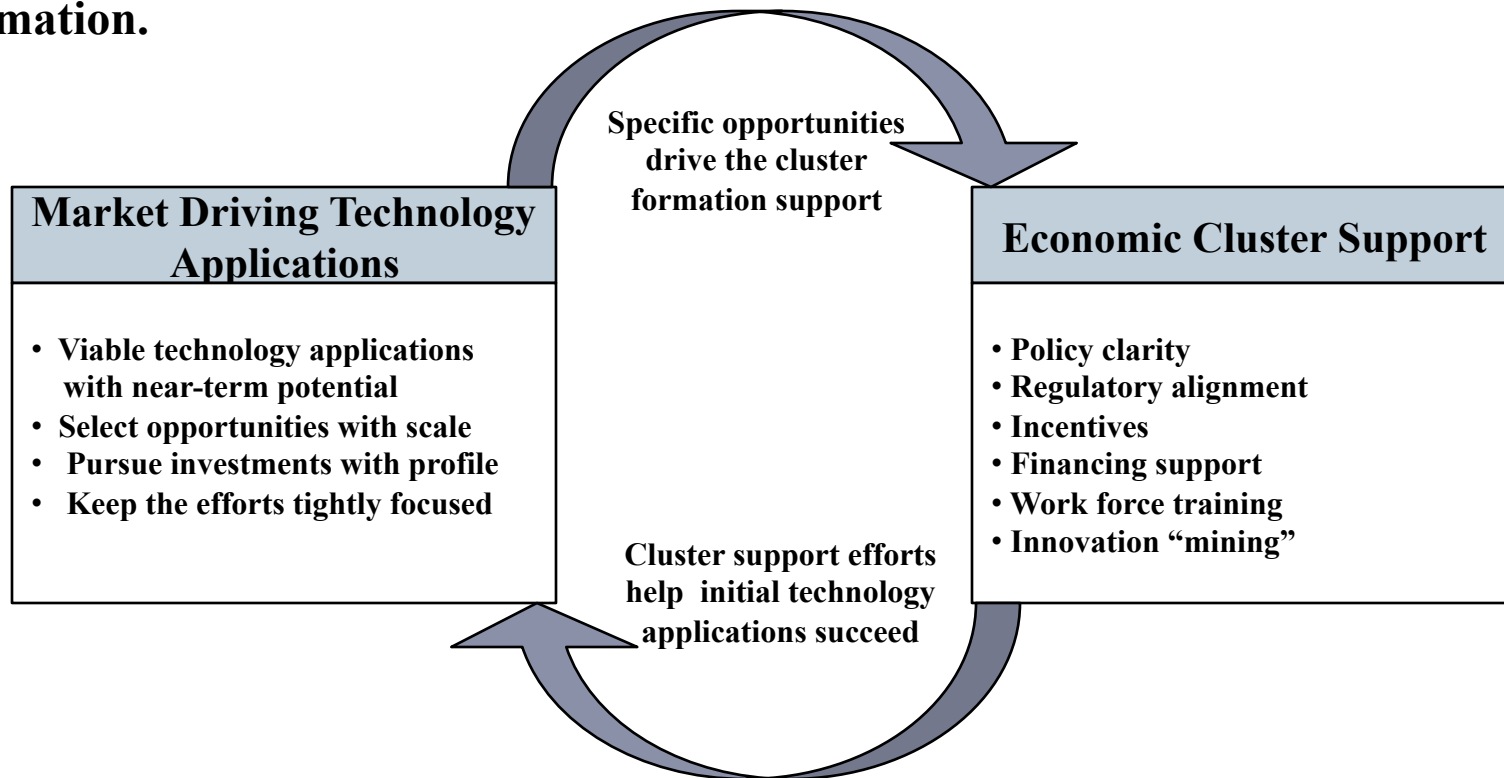 mation.
Specific opportunities
drive the cluster
formation support
Market Driving Technology
Applications
• Viable technology applications
with near-term potential
• Select opportunities with scale
• Pursue investments with profile
• Keep the efforts tightly focused
Economic Cluster Support
• Policy clarity
• Regulatory alignment
• Incentives
• Financing support
• Work force training
• Innovation “mining”
Cluster support efforts
help initial technology
applications succeed